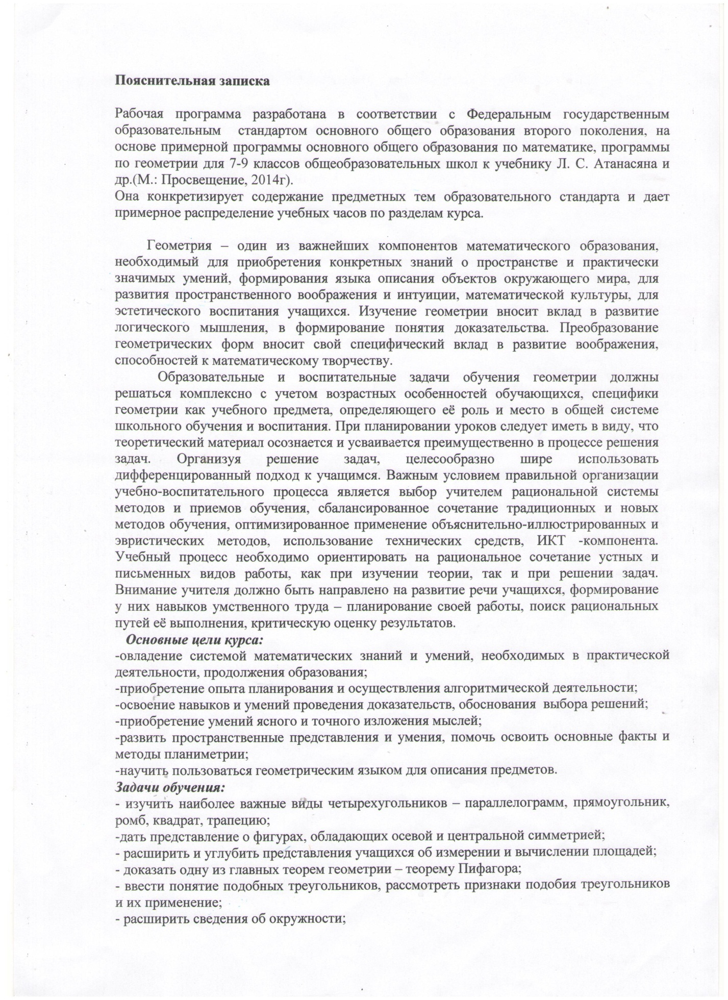 Пояснительная записка
Рабочая программа разработана в соответствии с Федеральным государственным
образовательным стандартом основного общего образования второго поколения, на
основе примерной программы основного общего образования по математике, программы
по геометрии для 7-9 классов общеобразовательных школ к учебнику Л. С. Атанасяна и
др.(М.: Просвещение, 2014г).
Она конкретизирует содержание предметных тем образовательного стандарта и дает
примерное распределение учебных часов по разделам курса.
Геометрия – один из важнейших компонентов математического образования,
необходимый для приобретения конкретных знаний о пространстве и практически
значимых умений, формирования языка описания объектов окружающего мира, для
развития пространственного воображения и интуиции, математической культуры, для
эстетического воспитания учащихся. Изучение геометрии вносит вклад в развитие
логического мышления, в формирование понятия доказательства. Преобразование
геометрических форм вносит свой специфический вклад в развитие воображения,
способностей к математическому творчеству.
Образовательные и воспитательные задачи обучения геометрии должны
решаться комплексно с учетом возрастных особенностей обучающихся, специфики
геометрии как учебного предмета, определяющего её роль и место в общей системе
школьного обучения и воспитания. При планировании уроков следует иметь в виду, что
теоретический материал осознается и усваивается преимущественно в процессе решения
задач. Организуя решение задач, целесообразно шире использовать
дифференцированный подход к учащимся. Важным условием правильной организации
учебно-воспитательного процесса является выбор учителем рациональной системы
методов и приемов обучения, сбалансированное сочетание традиционных и новых
методов обучения, оптимизированное применение объяснительно-иллюстрированных и
эвристических методов, использование технических средств, ИКТ -компонента.
Учебный процесс необходимо ориентировать на рациональное сочетание устных и
письменных видов работы, как при изучении теории, так и при решении задач.
Внимание учителя должно быть направлено на развитие речи учащихся, формирование
у них навыков умственного труда – планирование своей работы, поиск рациональных
путей её выполнения, критическую оценку результатов.
Основные цели курса:
-овладение системой математических знаний и умений, необходимых в практической
деятельности, продолжения образования;
-приобретение опыта планирования и осуществления алгоритмической деятельности;
-освоение навыков и умений проведения доказательств, обоснования выбора решений;
-приобретение умений ясного и точного изложения мыслей;
-развить пространственные представления и умения, помочь освоить основные факты и
методы планиметрии;
-научить пользоваться геометрическим языком для описания предметов.
Задачи обучения:
- изучить наиболее важные виды четырехугольников – параллелограмм, прямоугольник,
ромб, квадрат, трапецию;
-дать представление о фигурах, обладающих осевой и центральной симметрией;
- расширить и углубить представления учащихся об измерении и вычислении площадей;
- доказать одну из главных теорем геометрии – теорему Пифагора;
- ввести понятие подобных треугольников, рассмотреть признаки подобия треугольников
и их применение;
- расширить сведения об окружности;